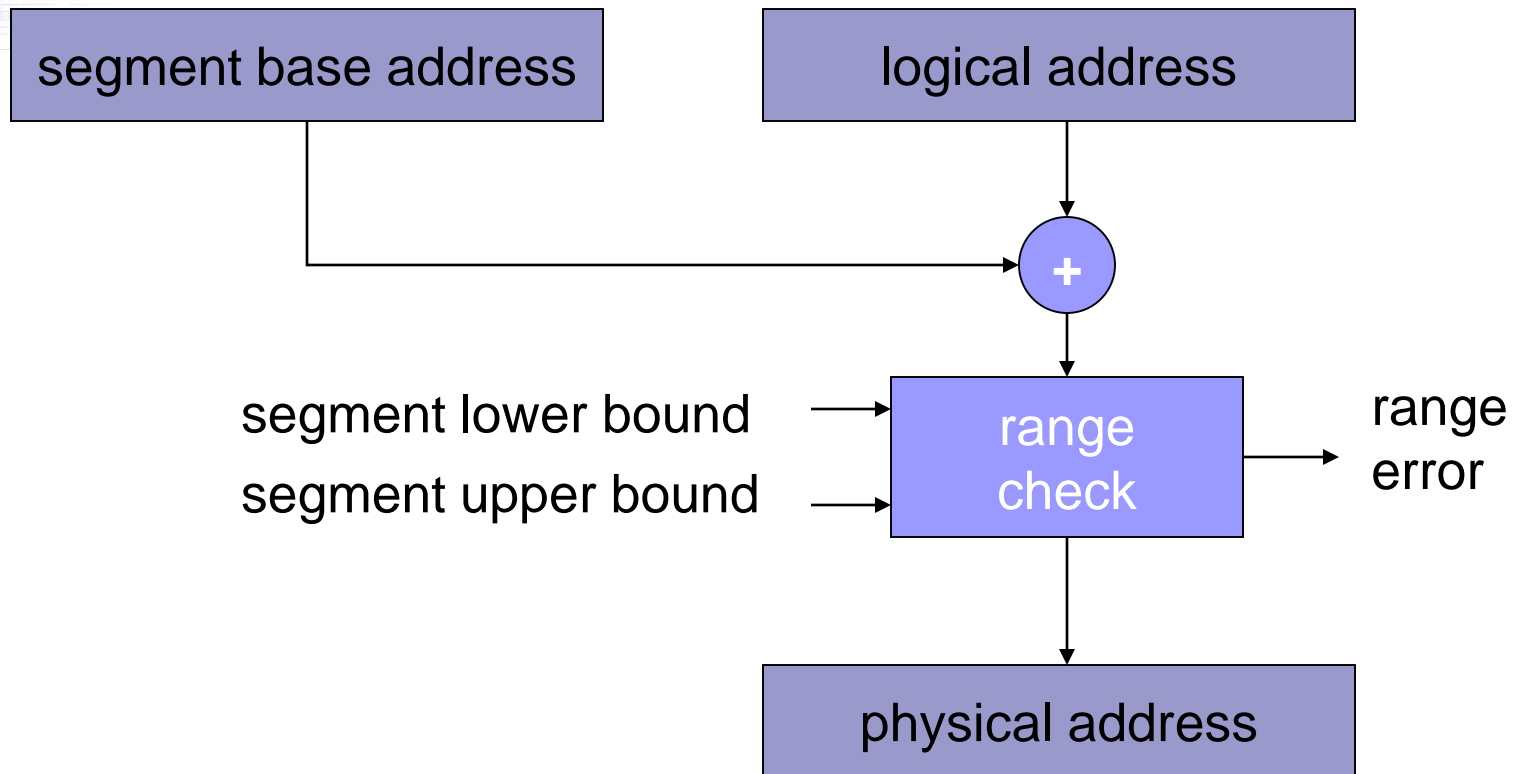 segment base address
logical address
+
segment lower bound
segment upper bound
range
check
range
error
physical address